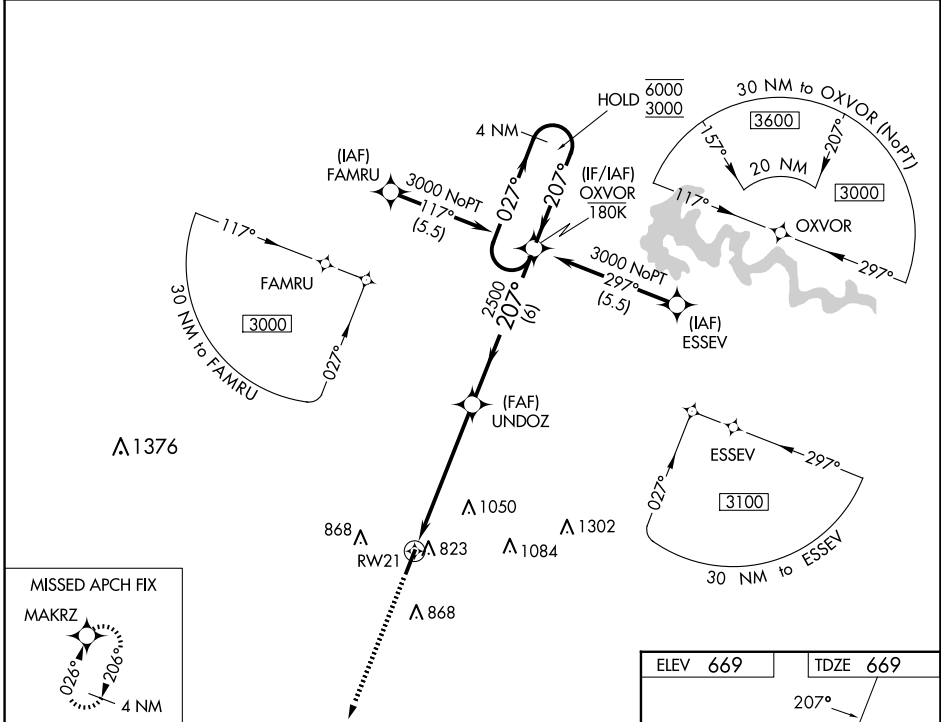 HOLD 6000
3000
4 NM
027°
207°
(IF/IAF)
OXVOR
180K
(IAF)
FAMRU
3000 NoPT
117°
(5.5)
3000 NoPT
297°
(5.5)
(IAF)
ESSEV
2500
207°
(6)
(FAF)
UNDOZ
30 NM to OXVOR (NoPT)
3600
157°
207°
20 NM
3000
117°
OXVOR
297°
117°
FAMRU
3000
027°
30 NM to FAMRU
ESSEV
297°
027°
3100
30 NM to ESSEV
1376
1050
868
RW21
823
1084
1302
868
MISSED APCH FIX
MAKRZ
026°
206°
4 NM
ELEV 669
TDZE 669
207°